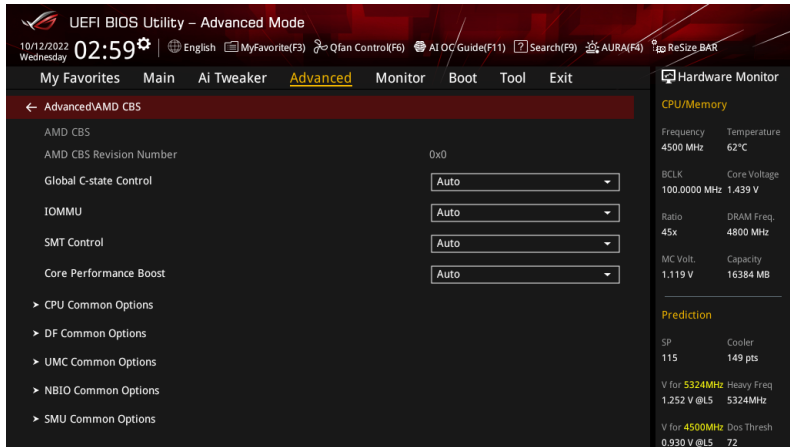 UEFI BIOS Utility – Advanced Mode
10/12/2022
Wednesday
02:59
English
MyFavorite(F3)
Qfan Control(F6)
AI OC Guide(F11)
Search(F9)
AURA(F4)
ReSize BAR
My Favorites Main Ai Tweaker Advanced Monitor Boot Tool Exit
Hardware Monitor
Advanced\AMD CBS
AMD CBS
AMD CBS Revision Number 0x0
Global C-state Control Auto
IOMMU Auto
SMT Control Auto
Core Performance Boost Auto
CPU Common Options
DF Common Options
UMC Common Options
NBIO Common Options
SMU Common Options
CPU/Memory
Frequency Temperature
4500 MHz 62°C
BCLK Core Voltage
100.0000 MHz 1.439 V
Ratio DRAM Freq.
45x 4800 MHz
MC Volt. Capacity
1.119 V 16384 MB
Prediction
SP Cooler
115 149 pts
V for 5324MHz Heavy Freq
1.252 V @L5 5324MHz
V for 4500MHz Dos Thresh
0.930 V @L5 72